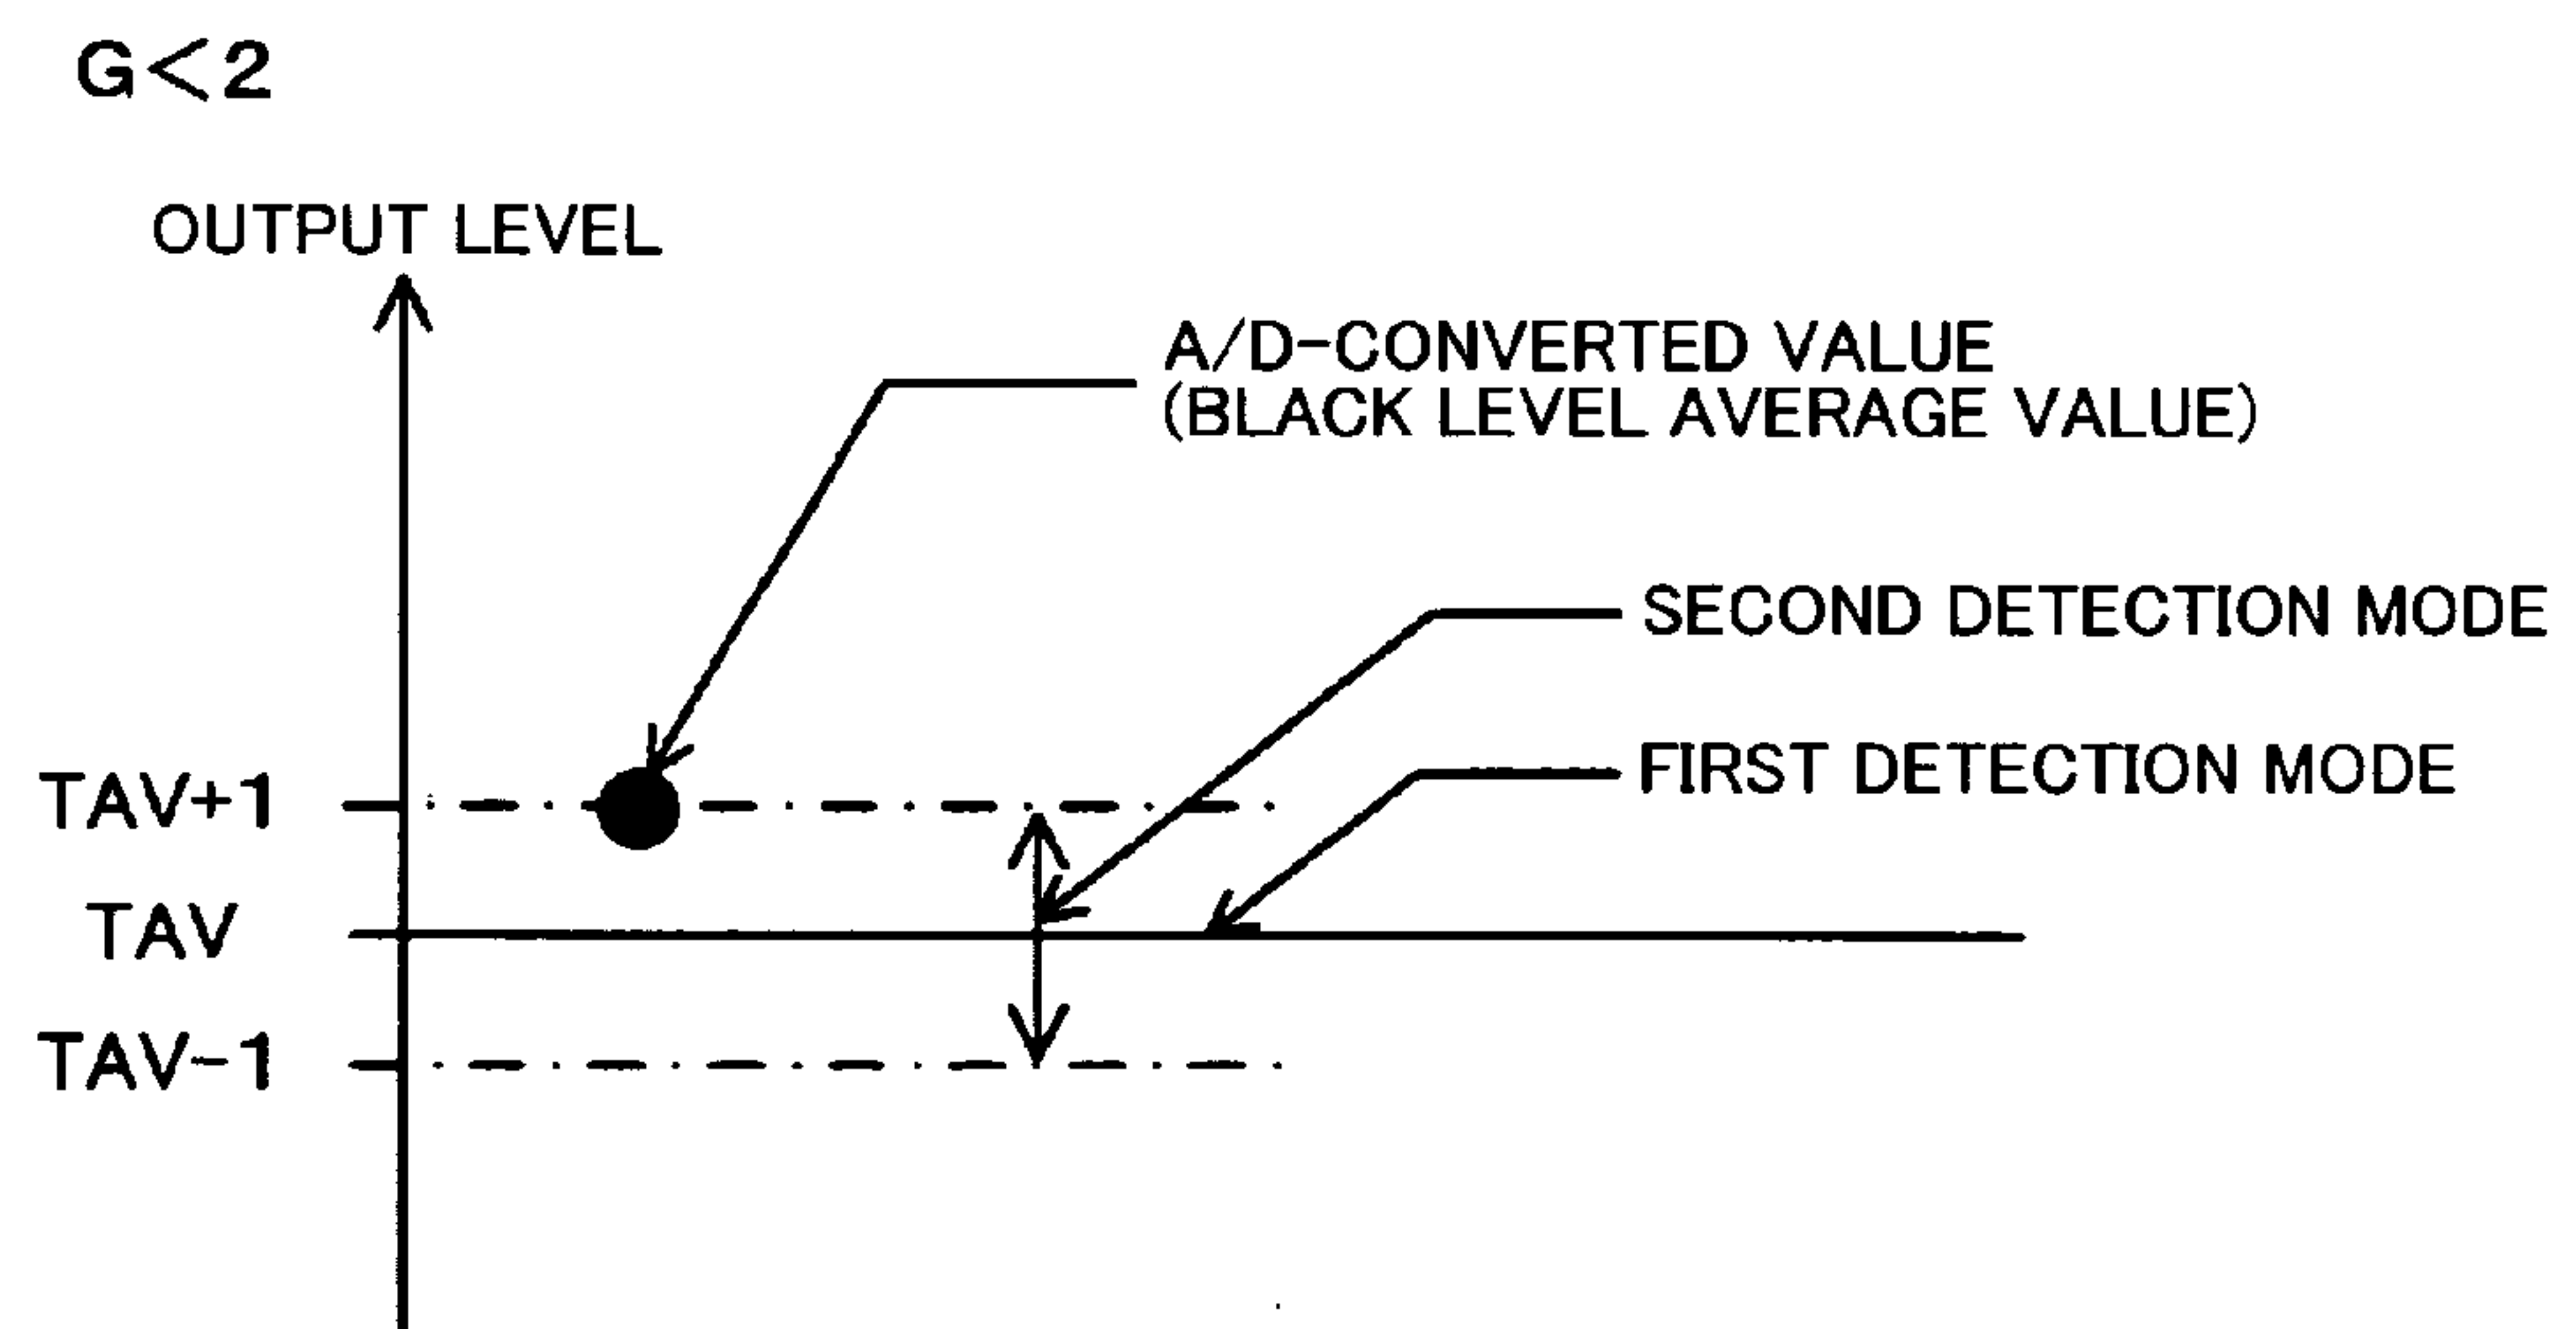 G<2
OUTPUT LEVEL
A/D-CONVERTED VALUE
(BLACK LEVEL AVERAGE VALUE)
SECOND DETECTION MODE
FIRST DETECTION MODE
TAV+1
TAV
TAV-1